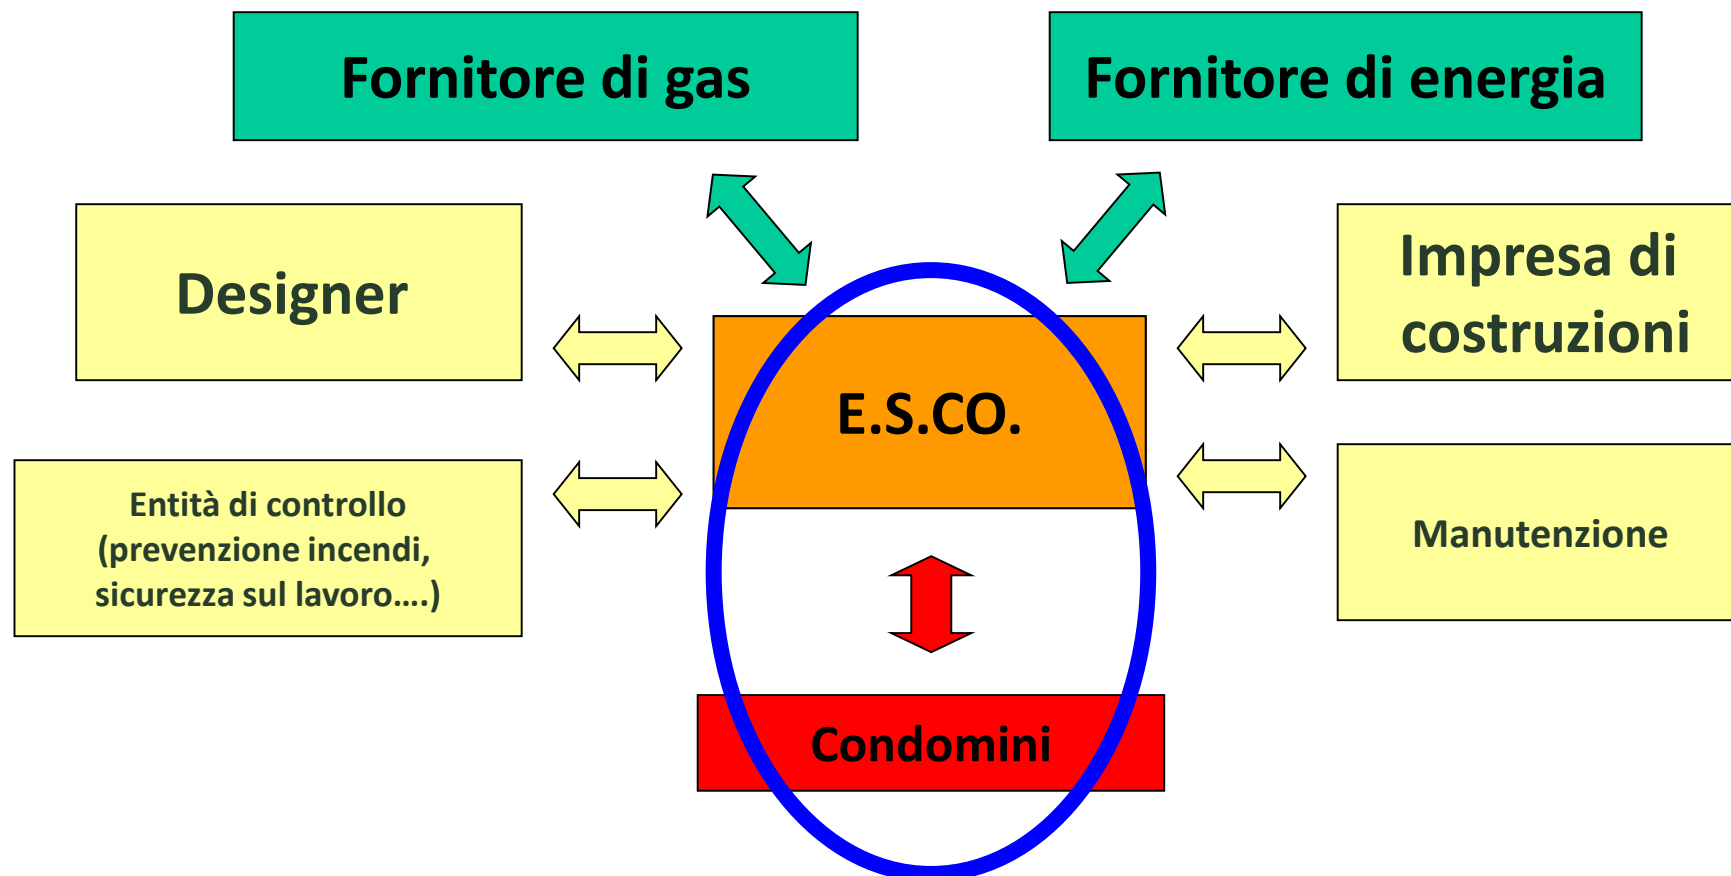 Fornitore di gas
Fornitore di energia
Designer
Impresa di
costruzioni
E.S.CO.
Entità di controllo
(prevenzione incendi,
sicurezza sul lavoro....)
Manutenzione
Condomini